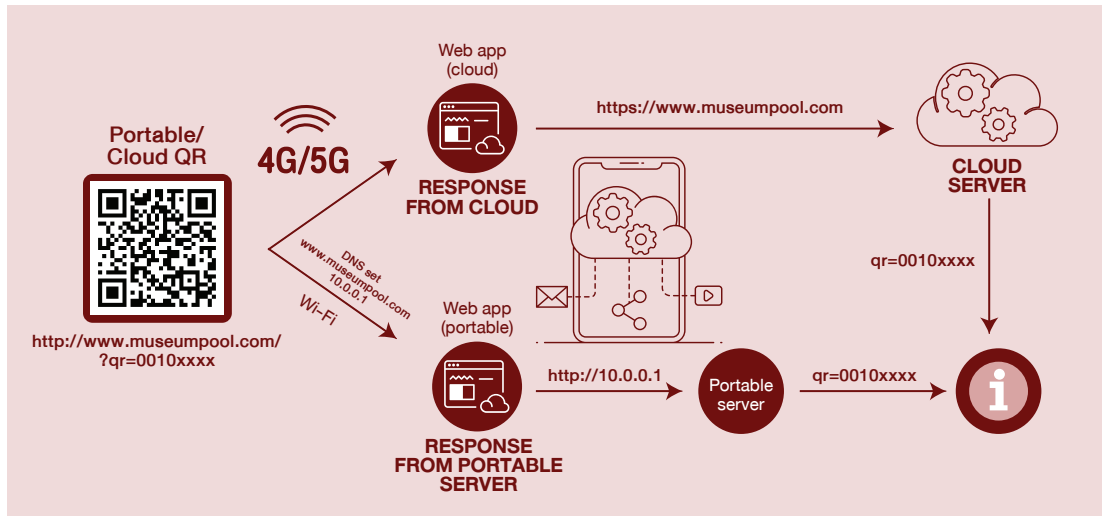 Portable/
Cloud QR
http://www.museumpool.com/
?qr=0010xxxx
4G/5G
DNS set
www.museumpool.com
10.0.0.1
Wi-Fi
Web app
(cloud)
RESPONSE
FROM CLOUD
https://www.museumpool.com
CLOUD
SERVER
qr=0010xxxx
Web app
(portable)
RESPONSE
FROM PORTABLE
SERVER
http://10.0.0.1
Portable
server
qr=0010xxxx
i